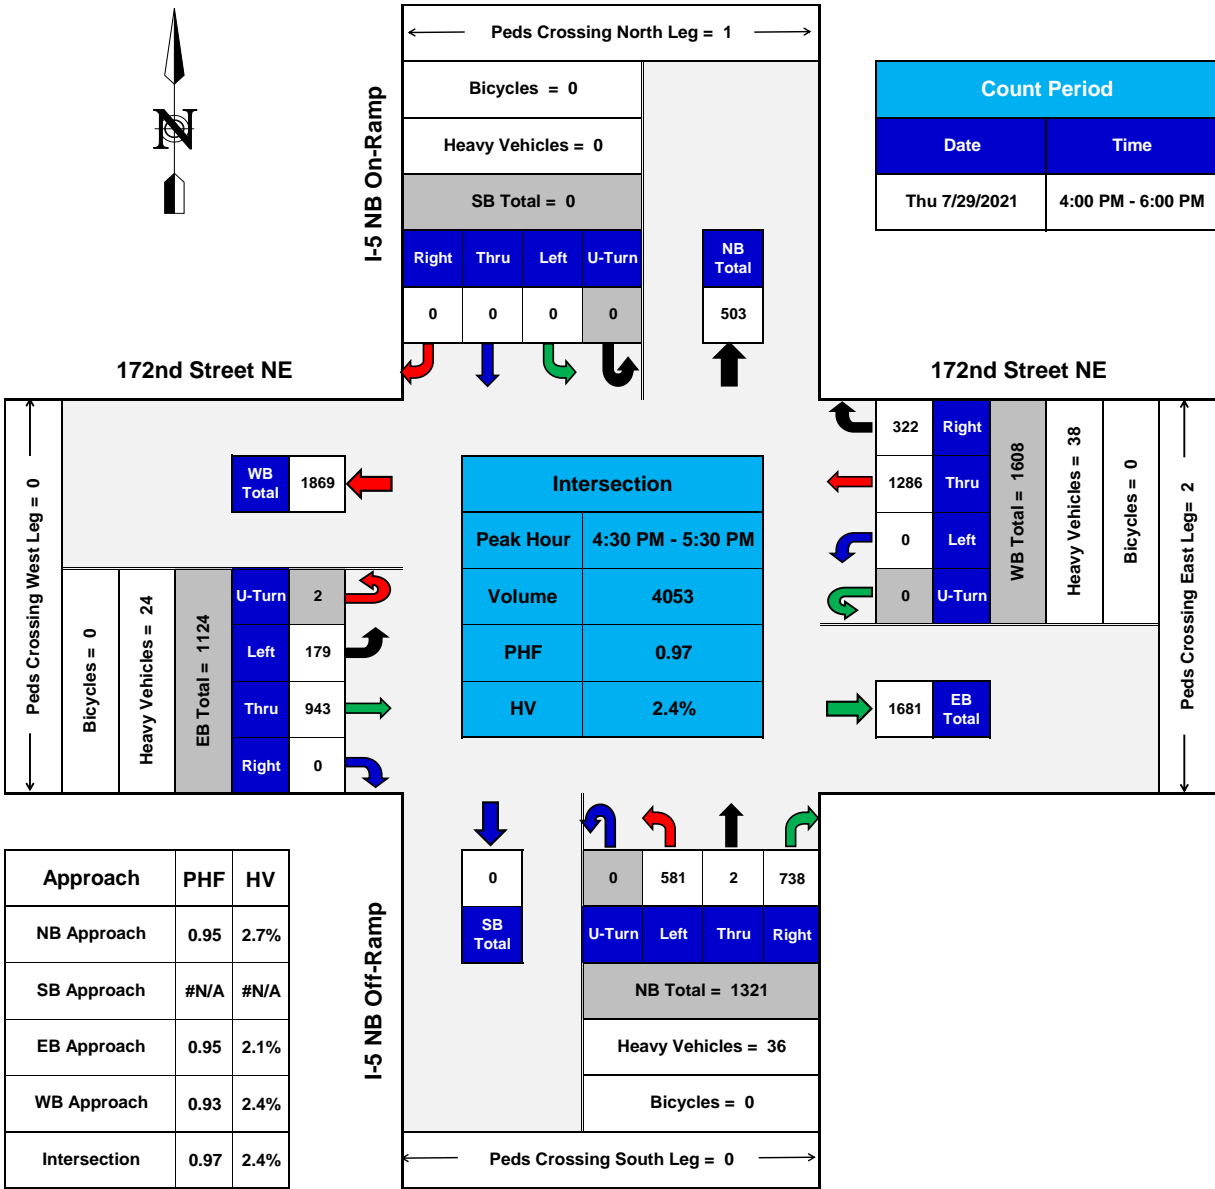 Peds Crossing North Leg = 1
N
I-5 NB On-Ramp
Bicycles = 0
Heavy Vehicles = 0
SB Total = 0
Right Thru Left U-Turn
0 0 0 0
NB
Total
503
Count Period
Date Time
Thu 7/29/2021 4:00 PM - 6:00 PM
172nd Street NE
172nd Street NE
Peds Crossing West Leg = 0
WB
Total
1869
Bicycles = 0
Heavy Vehicles = 24
EB Total = 1124
U-Turn 2
Left 179
Thru 943
Right 0
Intersection
Peak Hour 4:30 PM - 5:30 PM
Volume 4053
PHF 0.97
HV 2.4%
322 Right
1286 Thru
0 Left
0 U-Turn
WB Total = 1608
Heavy Vehicles = 38
Bicycles = 0
Peds Crossing East Leg= 2
1681
EB
Total
Approach PHF HV
NB Approach 0.95 2.7%
SB Approach #N/A #N/A
EB Approach 0.95 2.1%
WB Approach 0.93 2.4%
Intersection 0.97 2.4%
I-5 NB Off-Ramp
0
SB
Total
0 581 2 738
U-Turn Left Thru Right
NB Total = 1321
Heavy Vehicles = 36
Bicycles = 0
Peds Crossing South Leg = 0